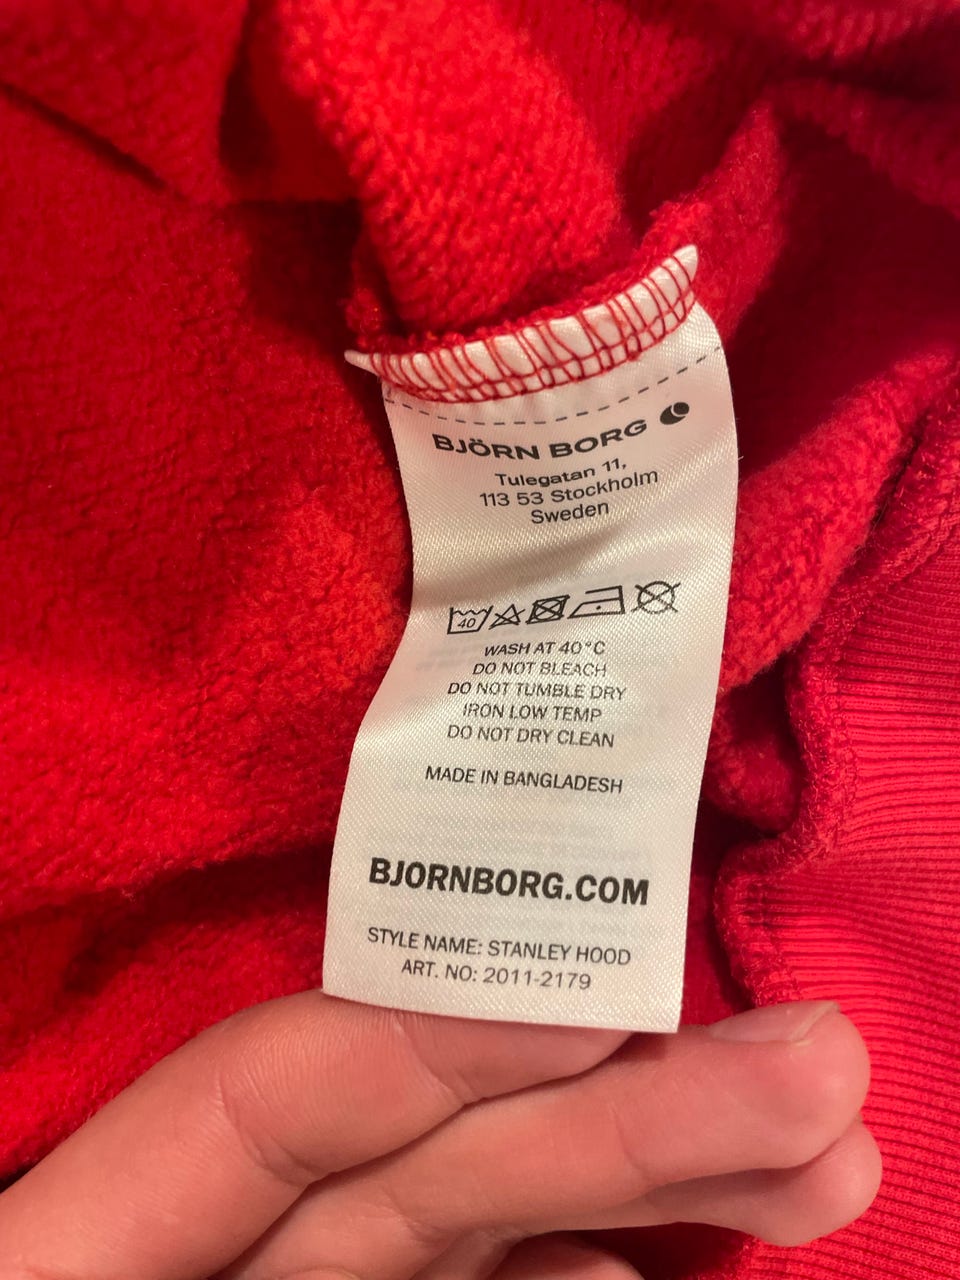 BJÖRN BORG
Tulegatan 11,
113 53 Stockholm
Sweden
40
WASH AT 40°C
DO NOT BLEACH
DO NOT TUMBLE DRY
IRON LOW TEMP
DO NOT DRY CLEAN
MADE IN BANGLADESH
BJORNBORG.COM
STYLE NAME: STANLEY HOOD
ART. NO: 2011-2179